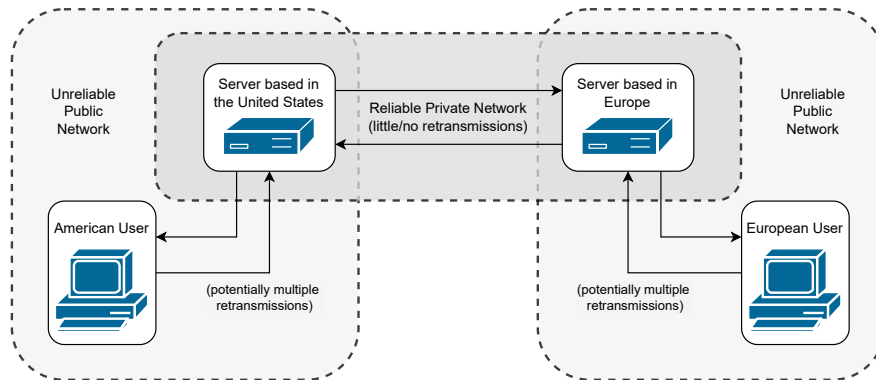 Unreliable
Public
Network
Server based in
the United States
Reliable Private Network
(little/no retransmissions)
Server based in
Europe
Unreliable
Public
Network
American User
(potentially multiple
retransmissions)
(potentially multiple
retransmissions)
European User